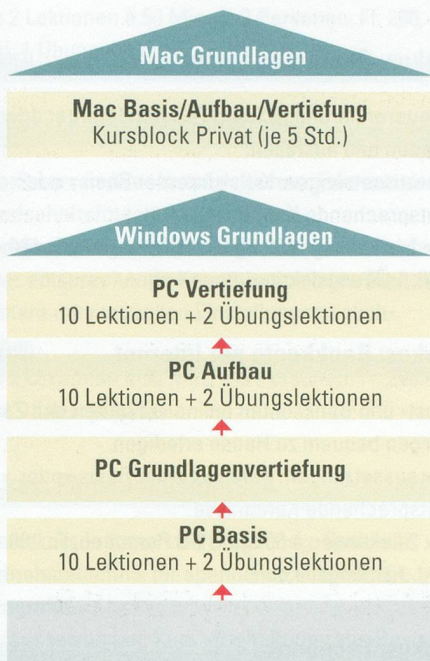 Mac Grundlagen
Mac Basis/Aufbau/Vertiefung
Kursblock Privat (je 5 Std.)
Windows Grundlagen
PC Vertiefung
10 Lektionen + 2 Übungslektionen
PC Aufbau
10 Lektionen + 2 Übungslektionen
PC Grundlagenvertiefung
PC Basis
10 Lektionen + 2 Übungslektionen